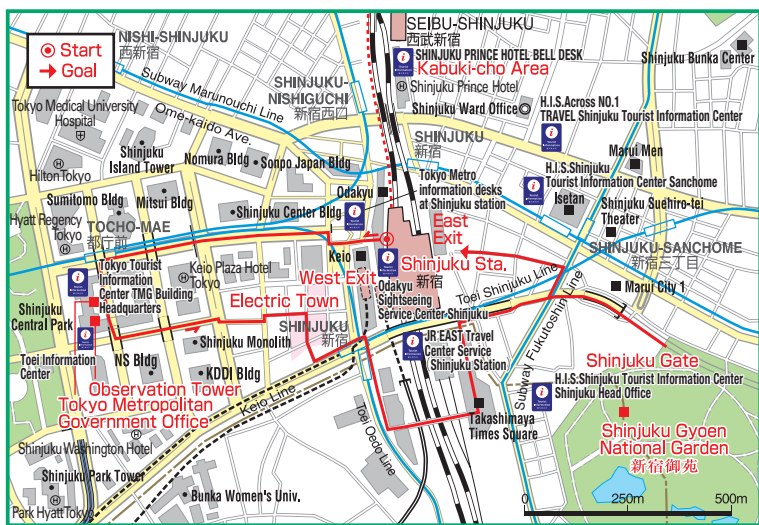 Start
Goal
NISHI-SHINJUKU
西新宿
Subway Marunouchi Line
Ome-kaido Ave.
SHINJUKU-
NISHIGUCHI
新宿西口
SEIBU-SHINJUKU
西武新宿
SHINJUKU PRINCE HOTEL BELL DESK
Kabuki-cho Area
Shinjuku Prince Hotel
Shinjuku Ward Office
Shinjuku Bunka Center
H.I.S.Across NO.1
TRAVEL Shinjuku Tourist Information Center
Tokyo Medical University
Hospital
Hilton Tokyo
Shinjuku
Island Tower
Nomura Bldg
Sonpo Japan Bldg
SHINJUKU
新宿
Marui Men
H.I.S.Shinjuku
Tourist Information Center Sanchome
Isetan
Shinjuku Suehiro-tei
Theater
Tokyo Metro
information desks
at Shinjuku station
Odakyu
Sumitomo Bldg
Mitsui Bldg
Shinjuku Center Bldg
Hyatt Regency
Tokyo
TOCHO-MAE
都庁前
East
Exit
Keio
West Exit
Shinjuku Sta.
新宿
SHINJUKU-SANCHOME
新宿三丁目
Tokyo Tourist
Information
Center TMG Building
Headquarters
Keio Plaza Hotel
Tokyo
Odakyu
Sightseeing
Service Center Shinjuku
Toei Shinjuku Line
Marui City 1
Shinjuku
Central Park
Electric Town
SHINJUKU
新宿
Toei Information
Center
NS Bldg
Shinjuku Monolith
KDDI Bldg
JR EAST Travel
Center Service
Shinjuku Station
Subway Fukutoshin Line
Shinjuku Gate
H.I.S.Shinjuku Tourist Information Center
Shinjuku Head Office
Observation Tower
Tokyo Metropolitan
Government Office
Keio Line
Toei Oedo Line
Takashimaya
Times Square
Shinjuku Gyoen
National Garden
新宿御苑
Shinjuku Washington Hotel
Shinjuku Park Tower
Park Hyatt Tokyo
Bunka Women's Univ.
0 250m 500m